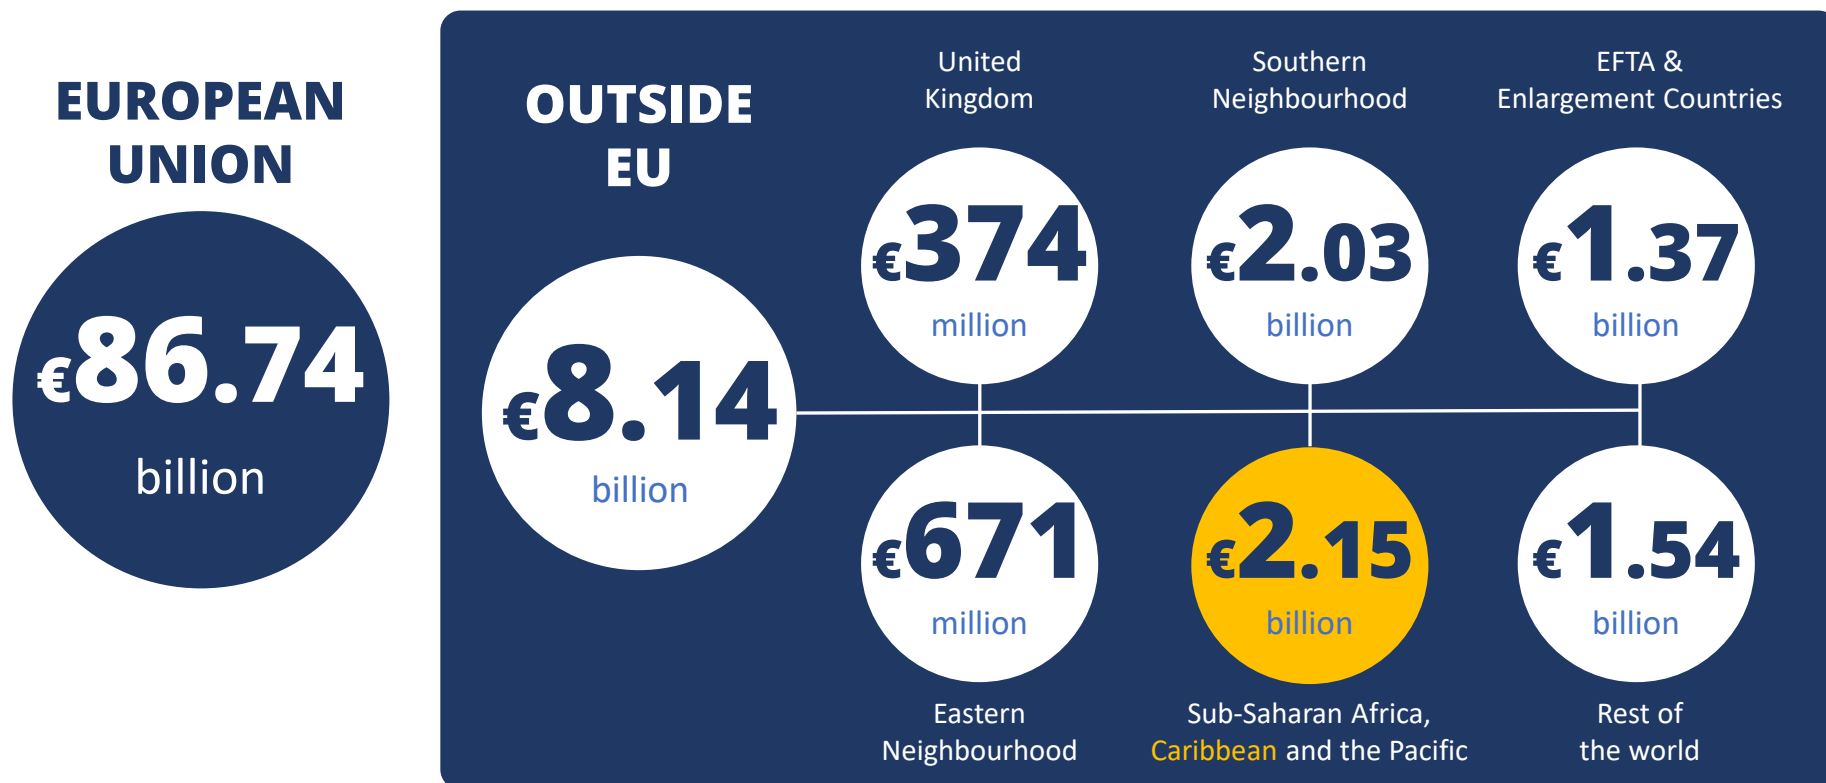 EUROPEAN
UNION
€86.74
billion
OUTSIDE
EU
€8.14
billion
United
Kingdom
€374
million
Southern
Neighbourhood
€2.03
billion
EFTA &
Enlargement Countries
€1.37
billion
€671
million
Eastern
Neighbourhood
€2.15
billion
Sub-Saharan Africa,
Caribbean and the Pacific
€1.54
billion
Rest of
the world